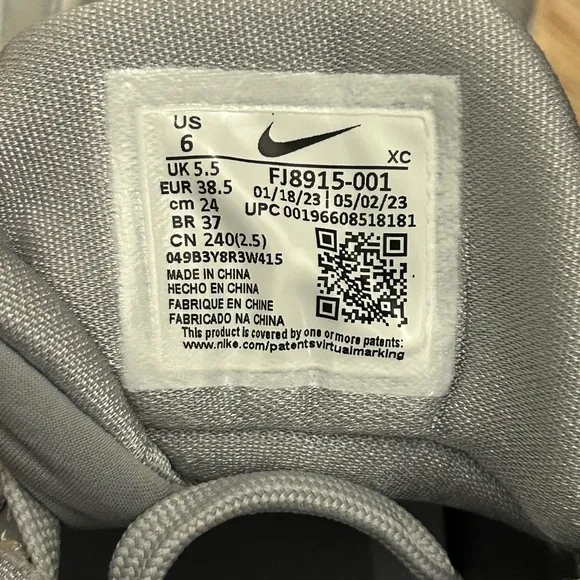 US
6
XC
UK 5.5
FJ8915-001
EUR 38.5
01/18/23 | 05/02/23
cm 24
UPC 00196608518181
BR 37
CN 240(2.5)
049B3Y8R3W415
MADE IN CHINA
HECHO EN CHINA
FABRIQUE EN CHINE
FABRICADO NA CHINA
This product is covered by one or more patents:
www.nike.com/patentsvirtualmarking